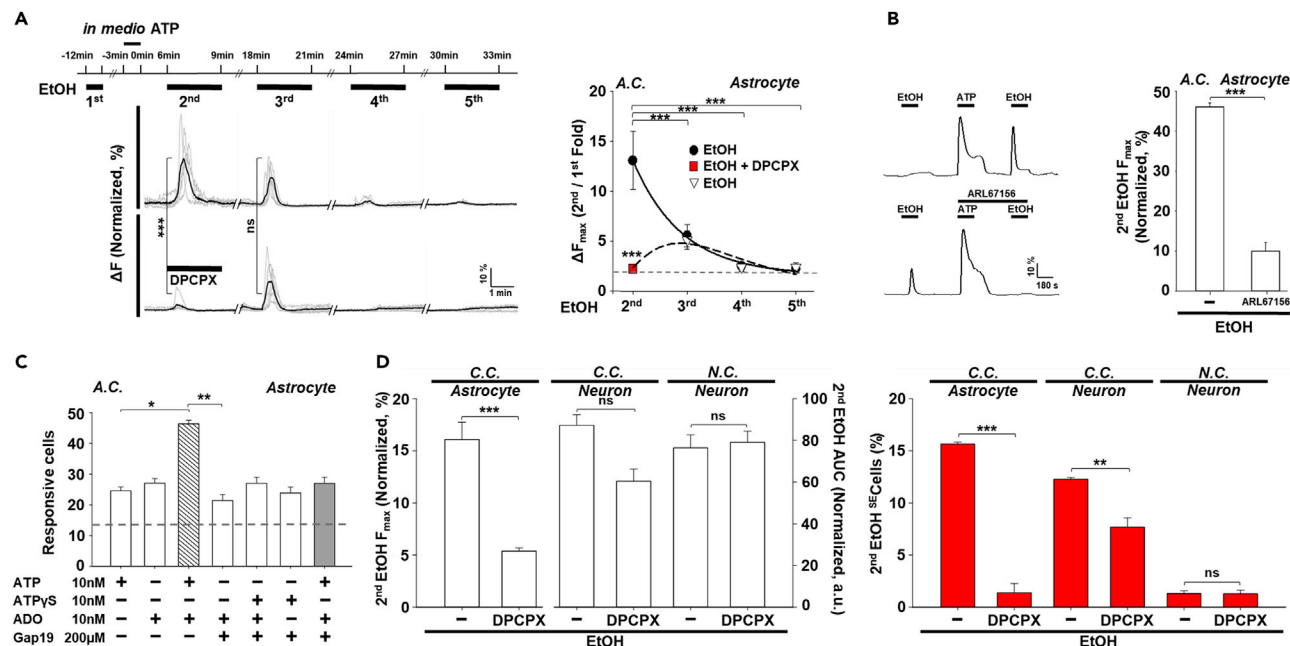 A
in medio ATP
-12min -3min 0min 6min 9min 18min 21min 24min 27min 30min 33min
EtOH
1st 2nd 3rd 4th 5th
ΔF (Normalized, %)
***
ns
DPCPX
10 %
1 min
A.C. Astrocyte
ΔFmax (2nd / 1st Fold)
20
15
10
5
0
***
***
***
EtOH
EtOH + DPCPX
EtOH
***
EtOH 2nd 3rd 4th 5th
B
EtOH ATP EtOH
ARL67156
EtOH ATP EtOH
10 %
180 s
A.C. Astrocyte
***
2nd EtOH Fmax
(Normalized, %)
50
40
30
20
10
0
– ARL67156
EtOH
C
A.C. Astrocyte
Responsive cells
50
40
30
20
10
0
* **
ATP 10nM + – + – – – +
ATPγS 10nM – – – – + + –
ADO 10nM – + + + + – +
Gap19 200μM – – – + + + +
D
C.C. C.C. N.C.
Astrocyte Neuron Neuron
2nd EtOH Fmax (Normalized, %)
20
15
10
5
0
*** ns ns
100
80
60
40
20
0
2nd EtOH AUC (Normalized, a.u.)
– DPCPX – DPCPX – DPCPX
EtOH
C.C. C.C. N.C.
Astrocyte Neuron Neuron
2nd EtOH SECells (%)
20
15
10
5
0
*** ** ns
– DPCPX – DPCPX – DPCPX
EtOH